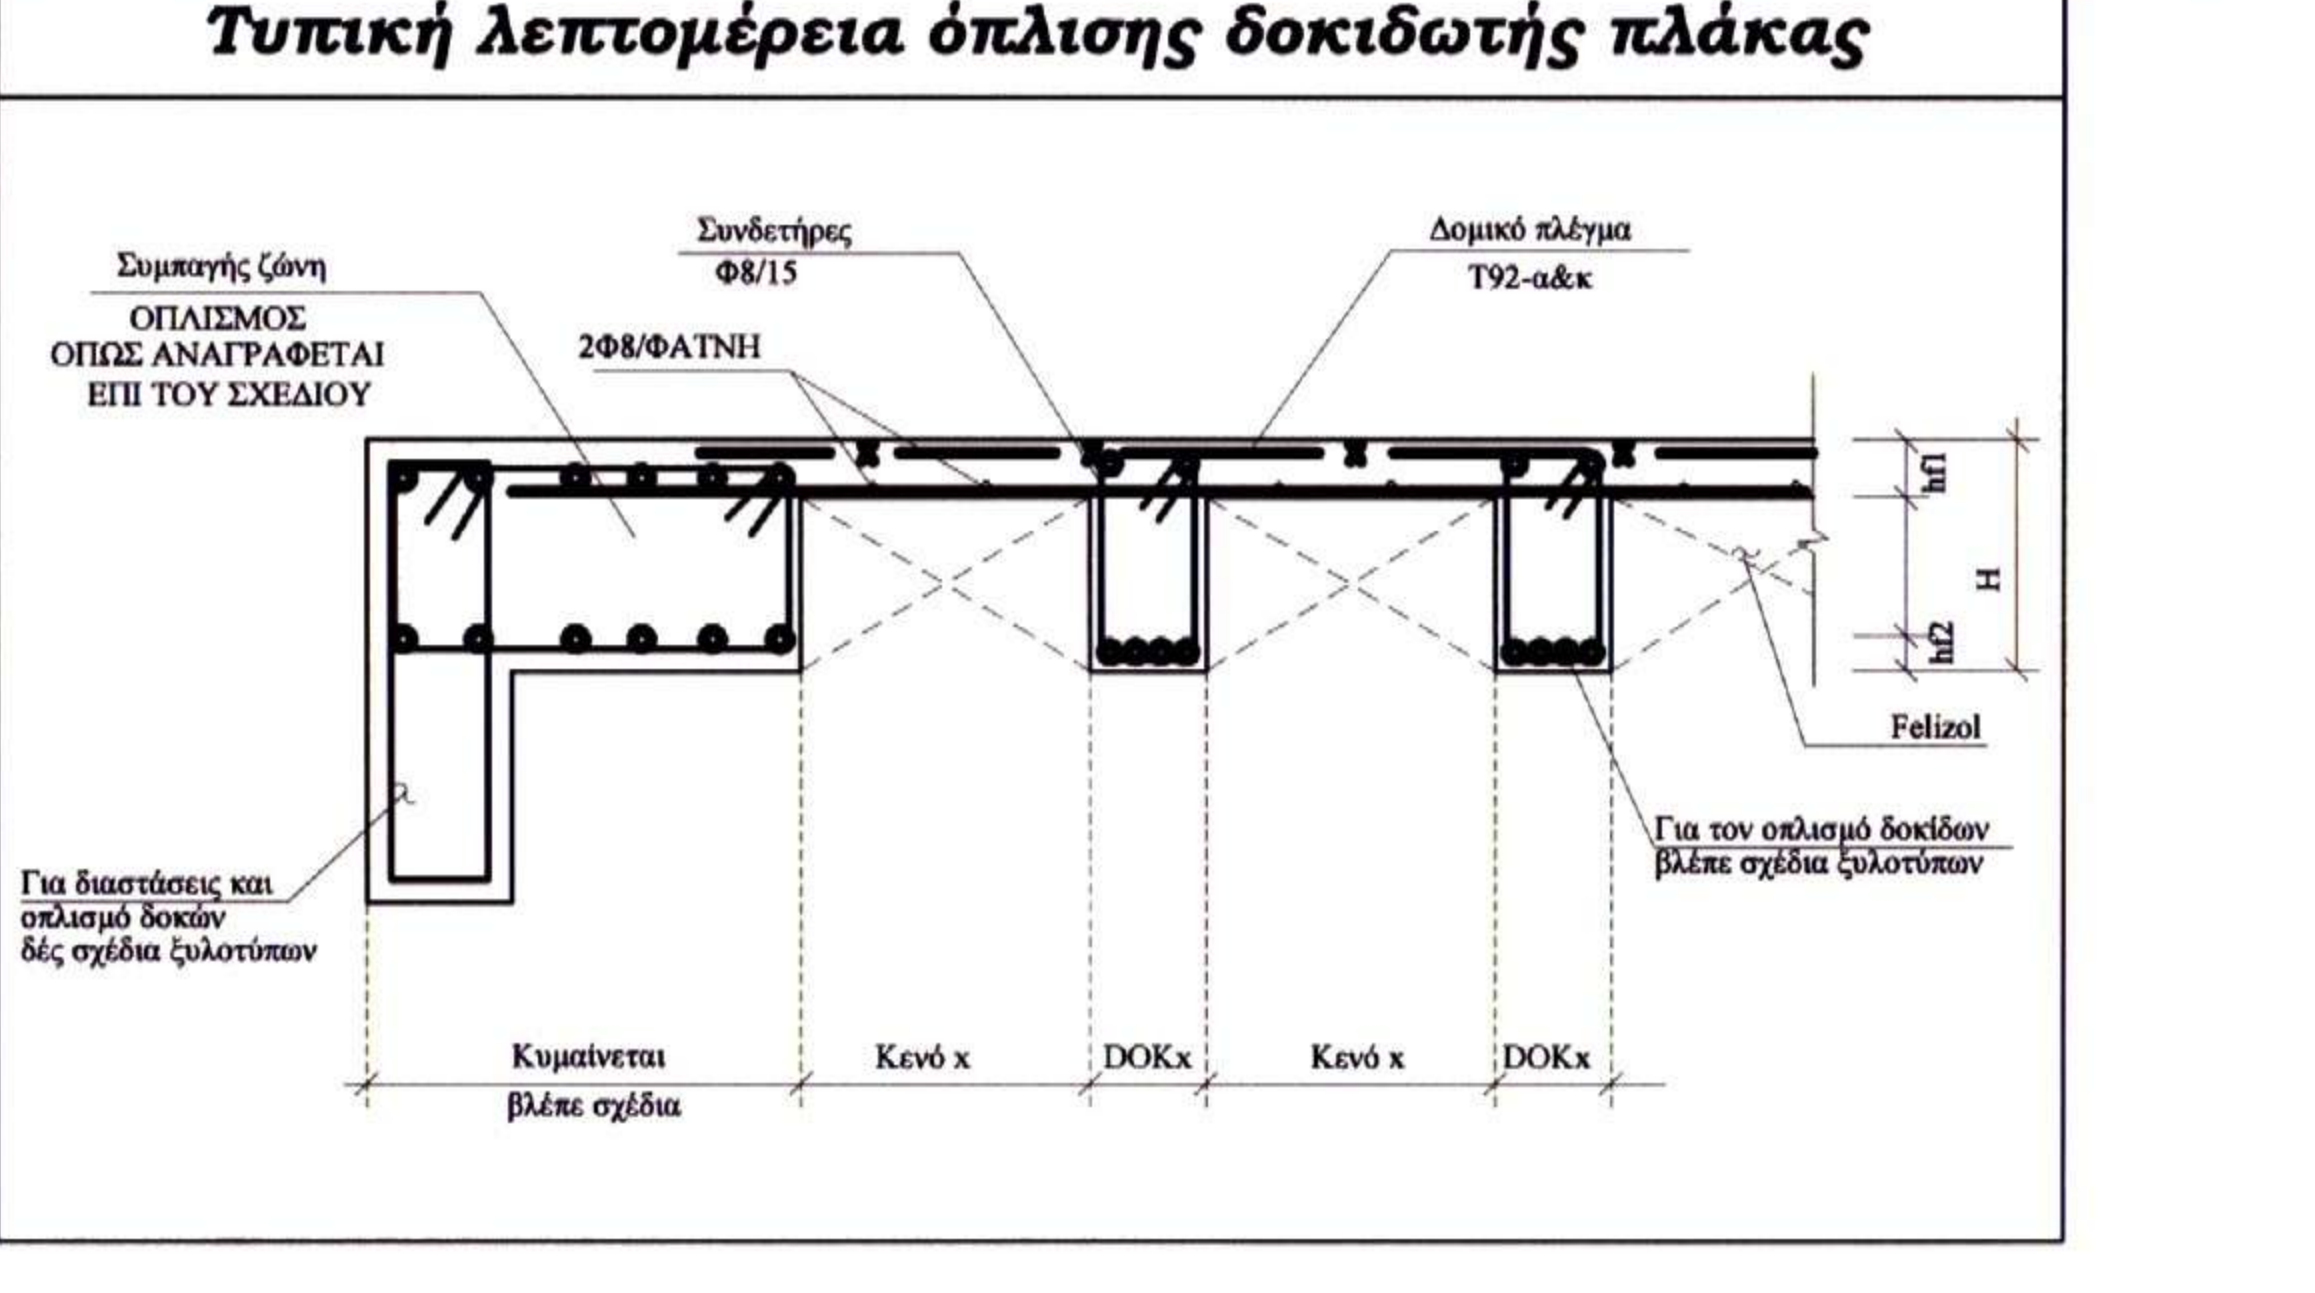 Τυπική λεπτομέρεια όπλισης δοκιδωτής πλάκας
Συμπαγής ζώνη
ΟΠΛΙΣΜΟΣ
ΟΠΩΣ ΑΝΑΓΡΑΦΕΤΑΙ
ΕΠΙ ΤΟΥ ΣΧΕΔΙΟΥ
Συνδετήρες
Φ8/15
2Φ8/ΦΑΤΝΗ
Δομικό πλέγμα
Τ92-α&κ
hf1
H
hf2
Felizol
Για τον οπλισμό δοκίδων
βλέπε σχέδια ξυλοτύπων
Για διαστάσεις και
οπλισμό δοκών
δές σχέδια ξυλοτύπων
Κυμαίνεται
βλέπε σχέδια
Κενό x
DOKx
Κενό x
DOKx